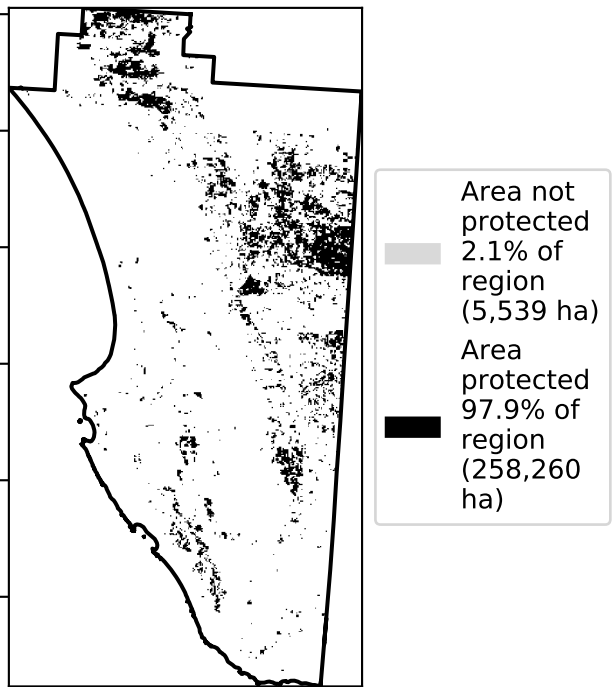 Area not
protected
2.1% of
region
(5,539 ha)
Area
protected
97.9% of
region
(258,260
ha)